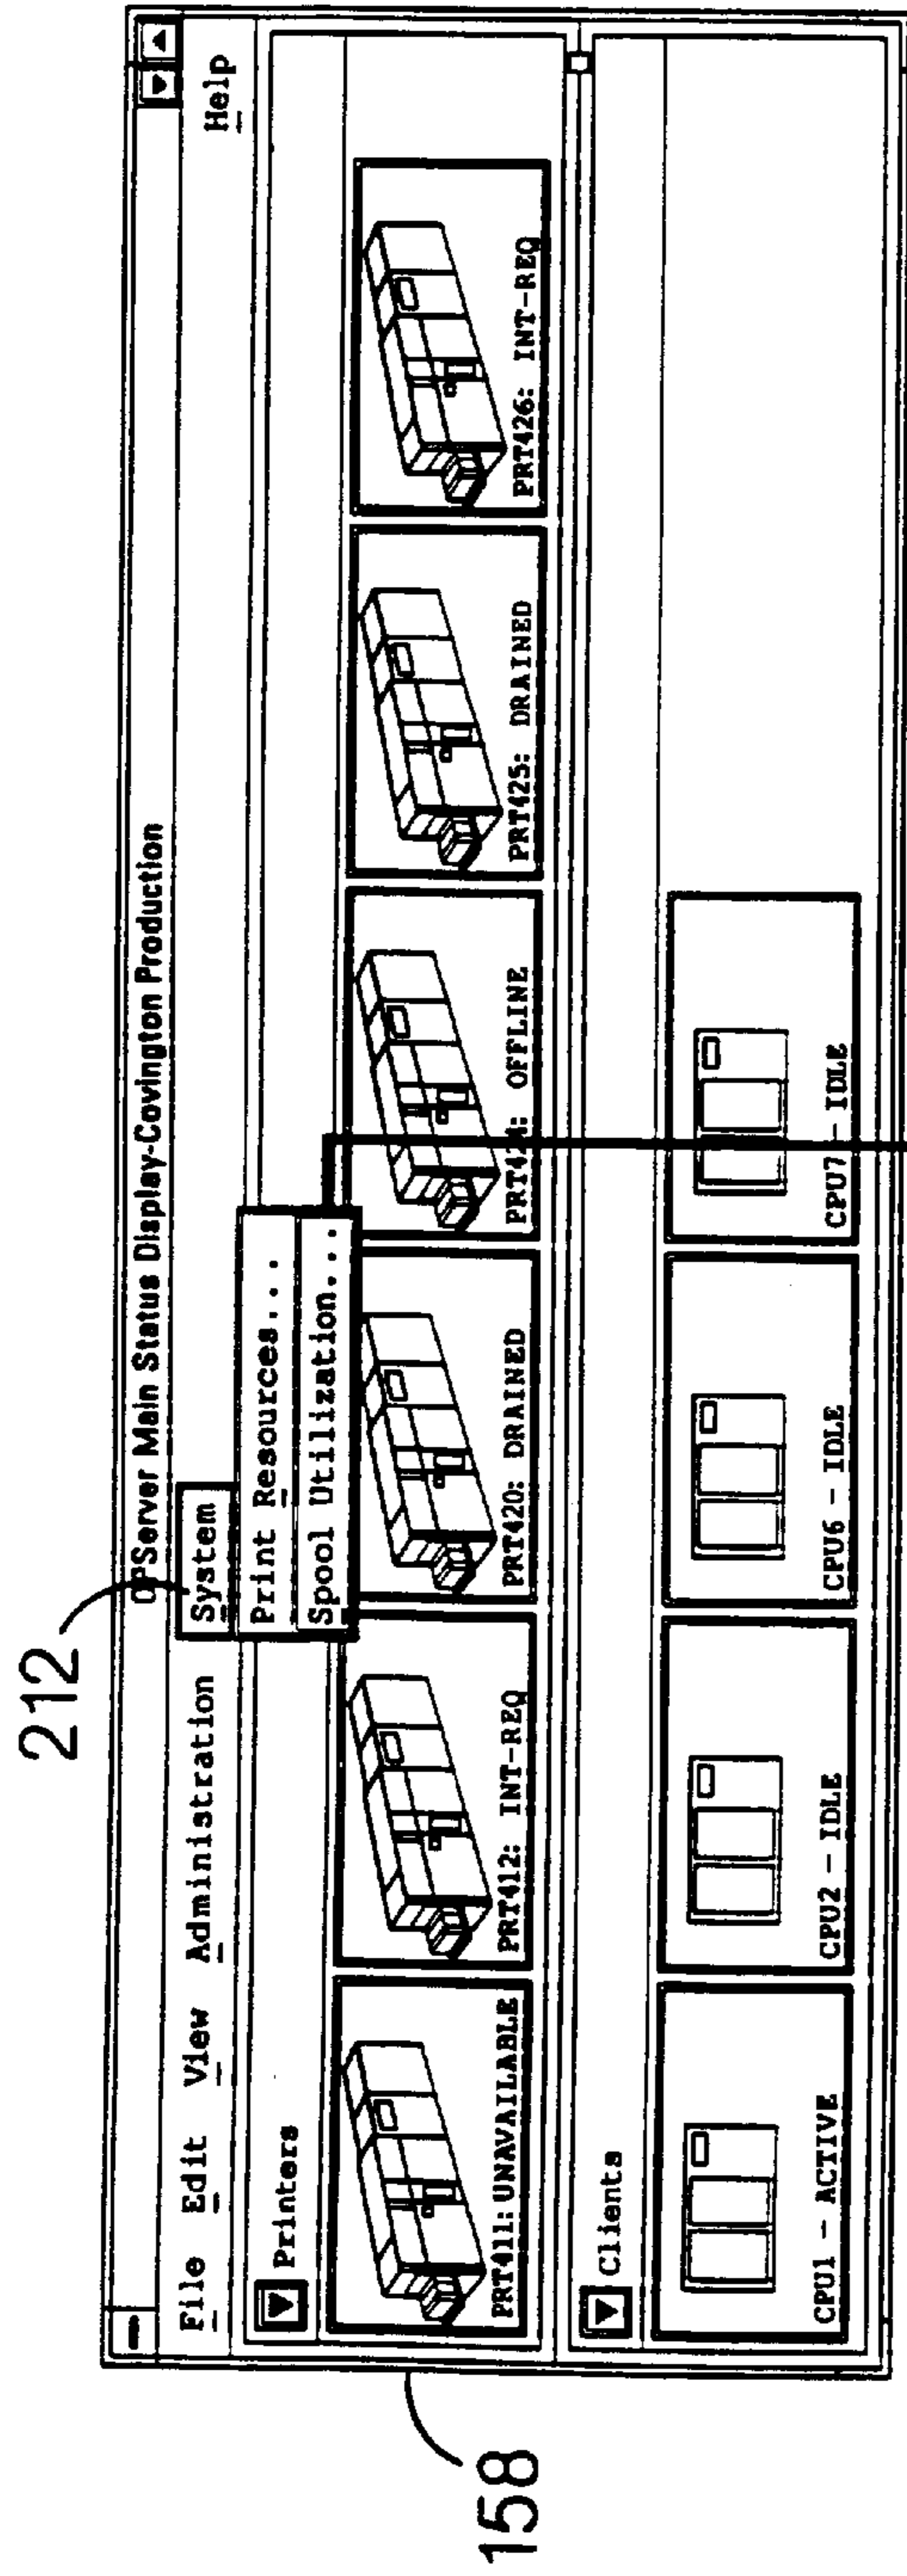 212
OPServer Main Status Display-Covington Production
File Edit View Administration System Help
Print Resources...
Spool Utilization...
Printers
PRT411: UNAVAILABLE PRT412: INT-REQ PRT420: DRAINED PRT424: OFFLINE PRT425: DRAINED PRT426: INT-REQ
158
Clients
CPU1 - ACTIVE CPU2 - IDLE CPU6 - IDLE CPU7 - IDLE